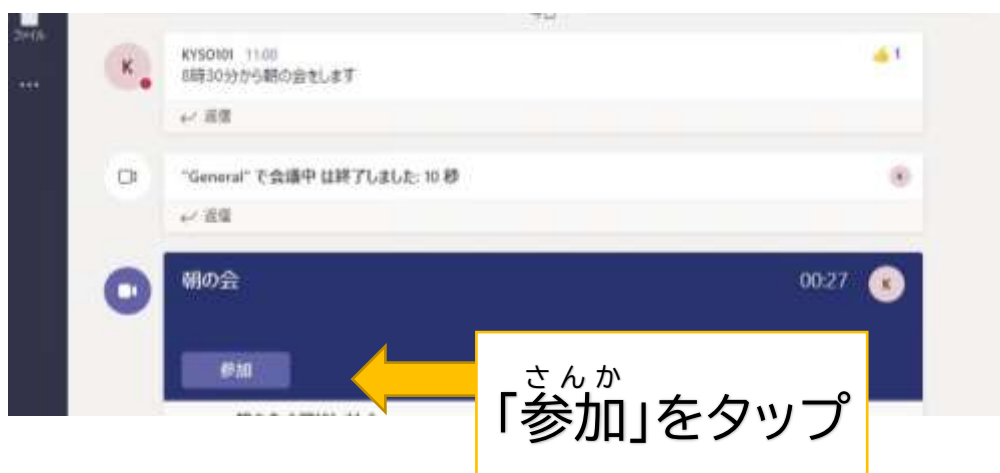 ファイル
今日
KYSO101 11:00
8時30分から朝の会をします
👍 1
↵ 返信
"General" で会議中 は終了しました: 10 秒
↵ 返信
朝の会
00:27
K
参加
さんか
「参加」をタップ